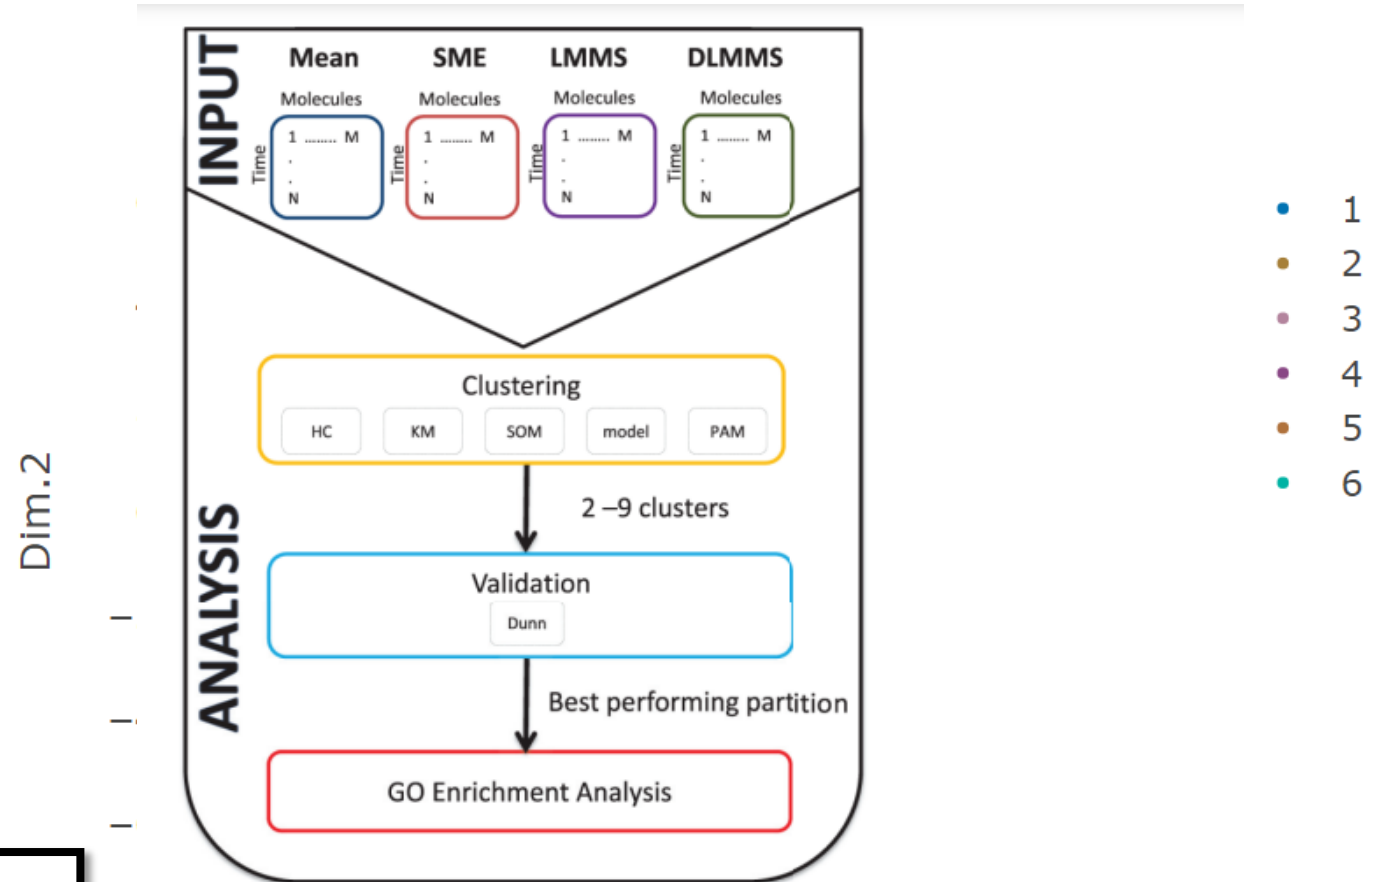 INPUT
Mean SME LMMS DLMMS
Molecules Molecules Molecules Molecules
Time 1 ......... M Time 1 ......... M Time 1 ......... M Time 1 ......... M
.
.
N N N N
ANALYSIS
Clustering
HC KM SOM model PAM
2 –9 clusters
Validation
Dunn
Best performing partition
GO Enrichment Analysis
Dim.2
1
2
3
4
5
6